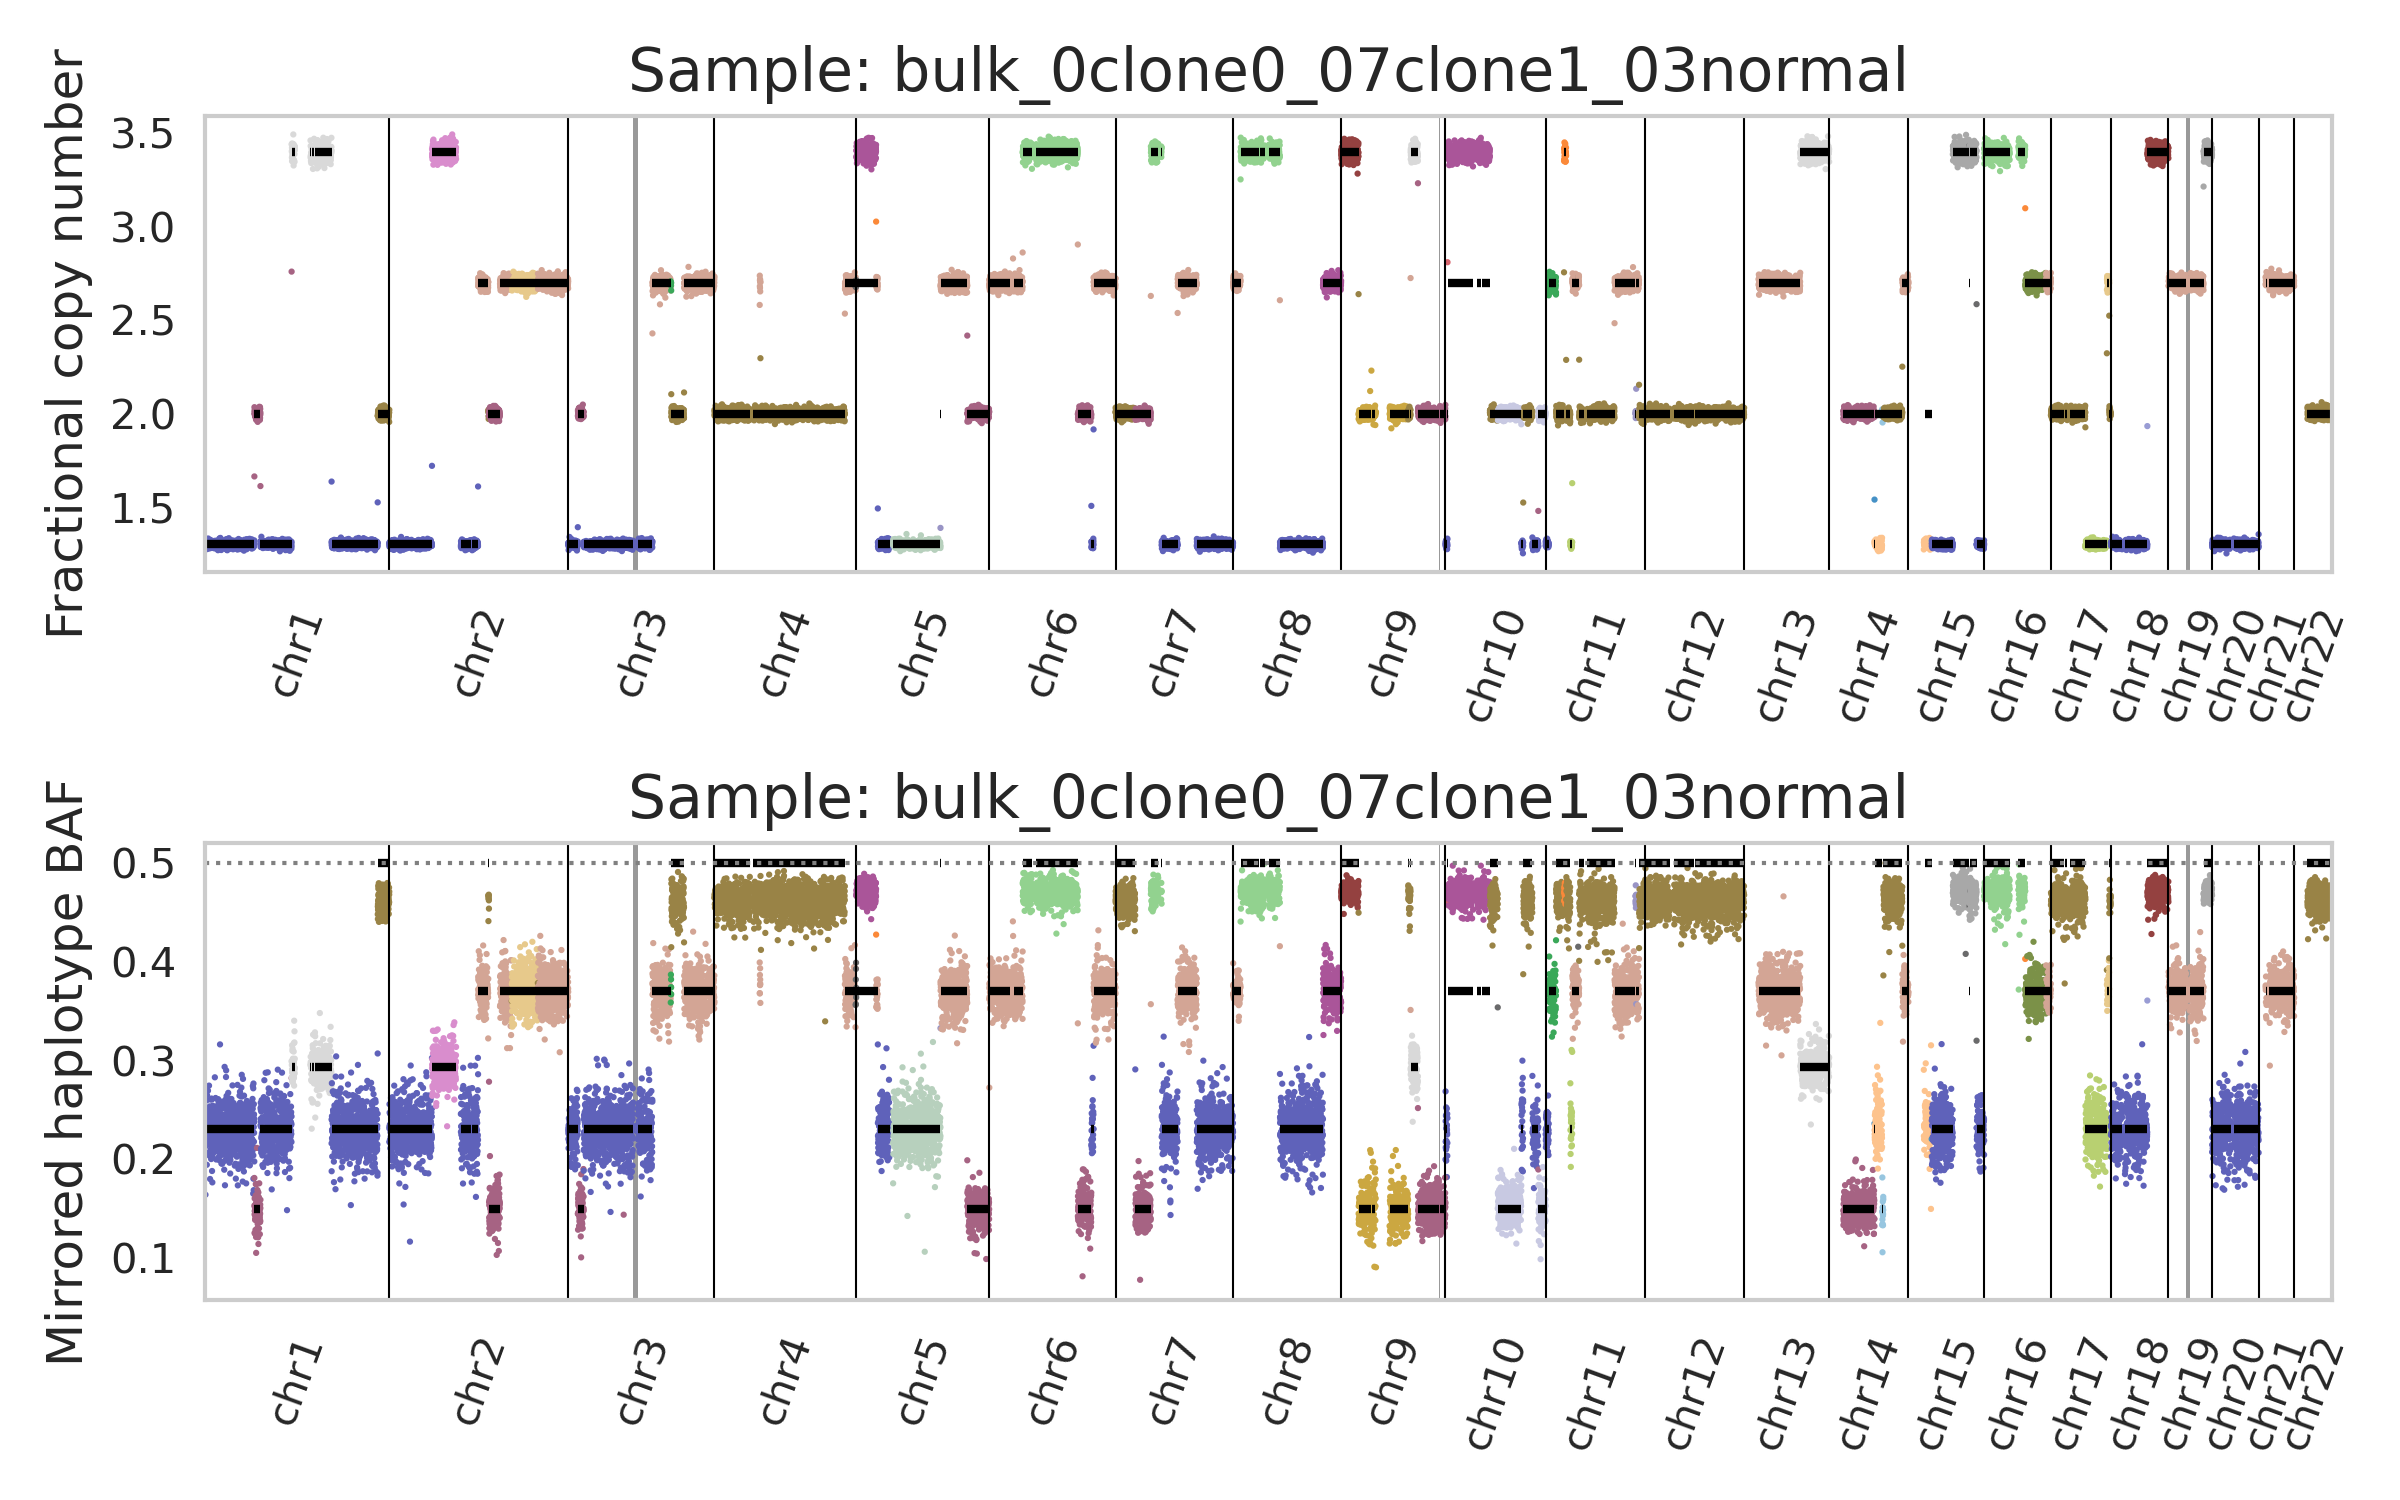 Sample: bulk_0clone0_07clone1_03normal
Fractional copy number
3.5
3.0
2.5
2.0
1.5
chr1 chr2 chr3 chr4 chr5 chr6 chr7 chr8 chr9 chr10 chr11 chr12 chr13 chr14 chr15 chr16 chr17 chr18 chr19 chr20 chr21 chr22
Sample: bulk_0clone0_07clone1_03normal
Mirrored haplotype BAF
0.5
0.4
0.3
0.2
0.1
chr1 chr2 chr3 chr4 chr5 chr6 chr7 chr8 chr9 chr10 chr11 chr12 chr13 chr14 chr15 chr16 chr17 chr18 chr19 chr20 chr21 chr22